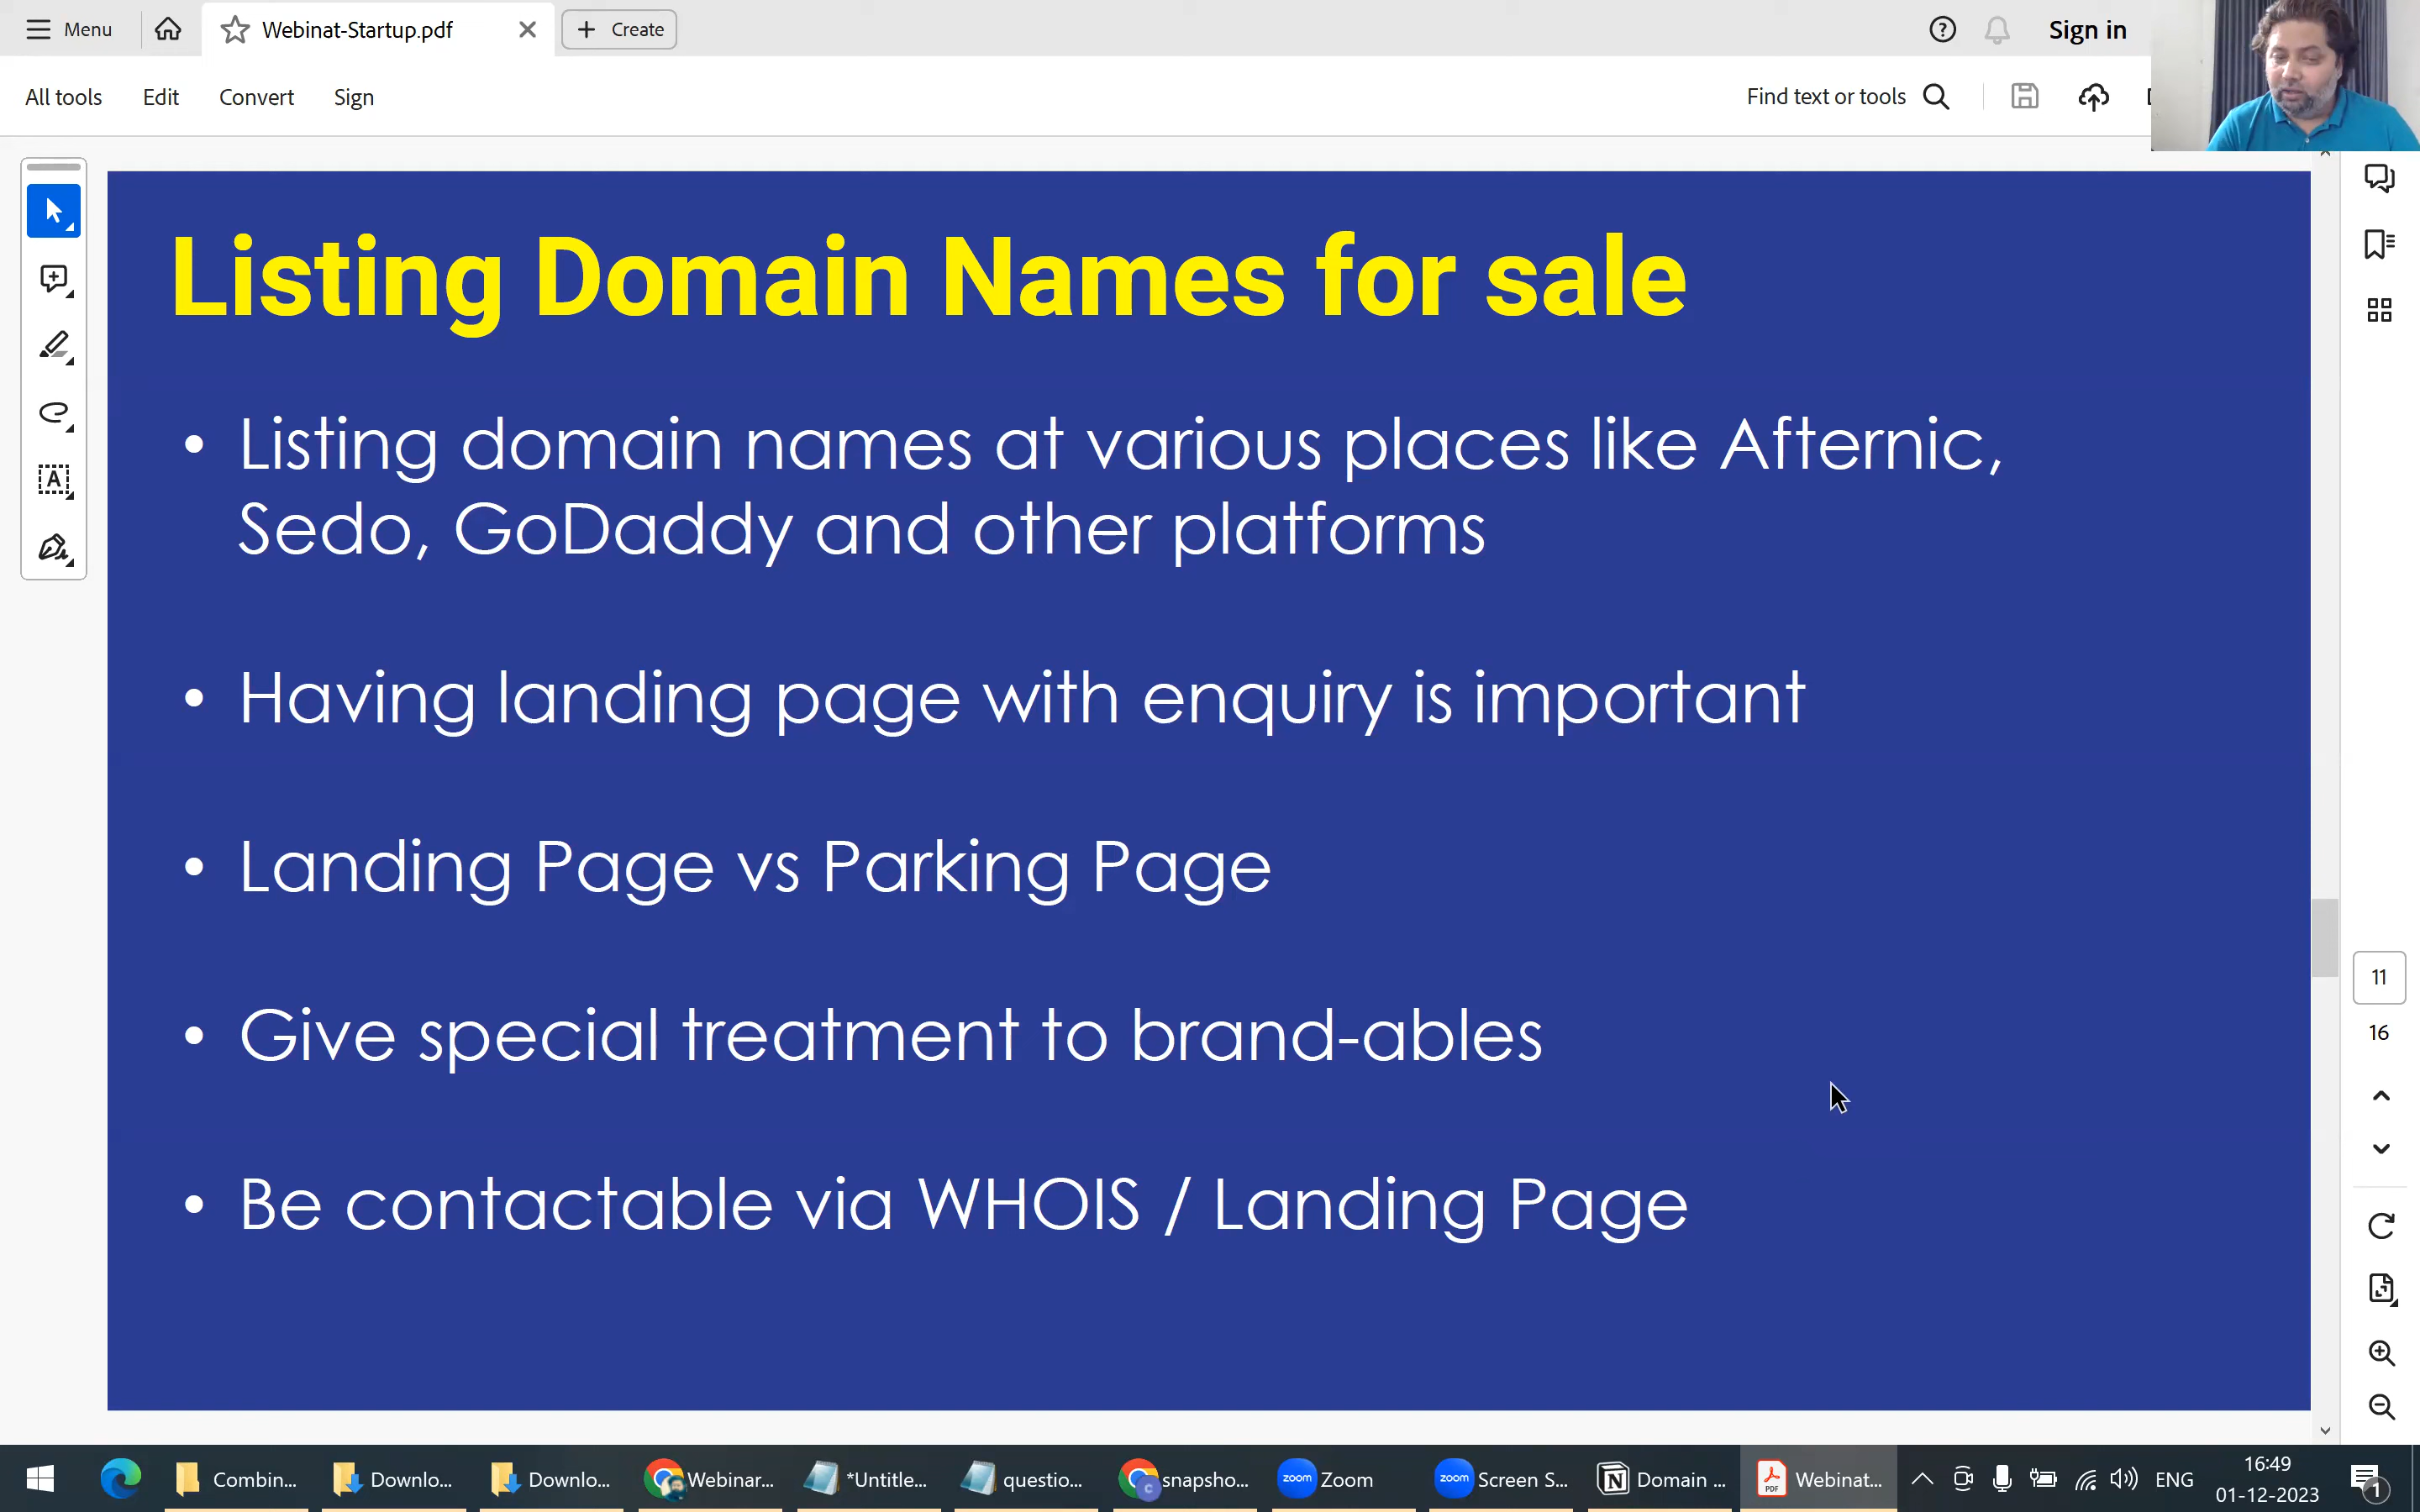 Menu
Webinat-Startup.pdf
Create
Sign in
All tools
Edit
Convert
Sign
Find text or tools
Listing Domain Names for sale
• Listing domain names at various places like Afternic,
Sedo, GoDaddy and other platforms
• Having landing page with enquiry is important
• Landing Page vs Parking Page
• Give special treatment to brand-ables
• Be contactable via WHOIS / Landing Page
11
16
Combin...
Downlo...
Downlo...
Webinar...
*Untitle...
questio...
snapsho...
zoom Zoom
zoom Screen S...
Domain ...
PDF Webinat...
ENG
16:49
01-12-2023
1